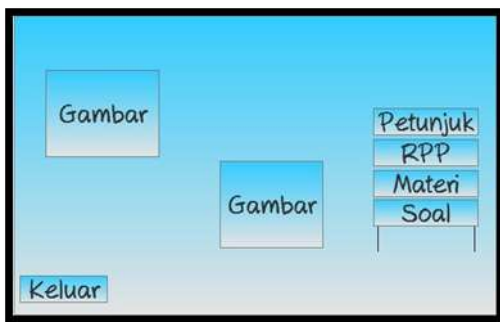 Gambar
Gambar
Petunjuk
RPP
Materi
Soal
Keluar